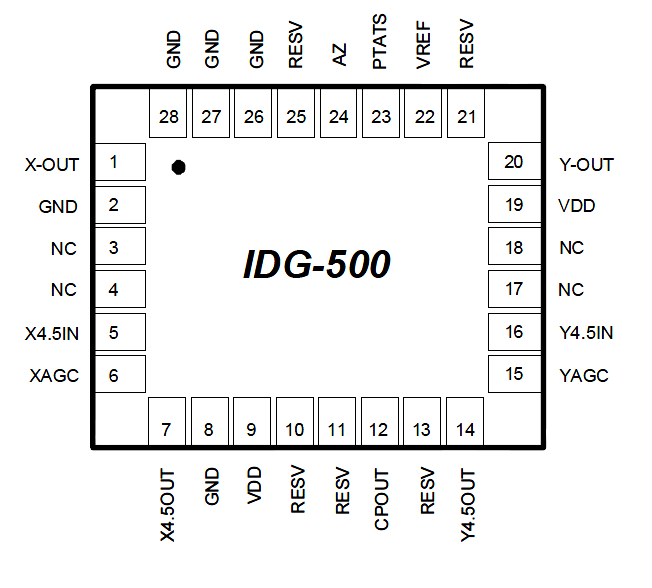 GND GND GND RESV AZ PTATS VREF RESV
28 27 26 25 24 23 22 21
X-OUT 1 20 Y-OUT
GND 2 19 VDD
NC 3 18 NC
IDG-500
NC 4 17 NC
X4.5IN 5 16 Y4.5IN
XAGC 6 15 YAGC
7 8 9 10 11 12 13 14
X4.5OUT GND VDD RESV RESV CPOUT RESV Y4.5OUT